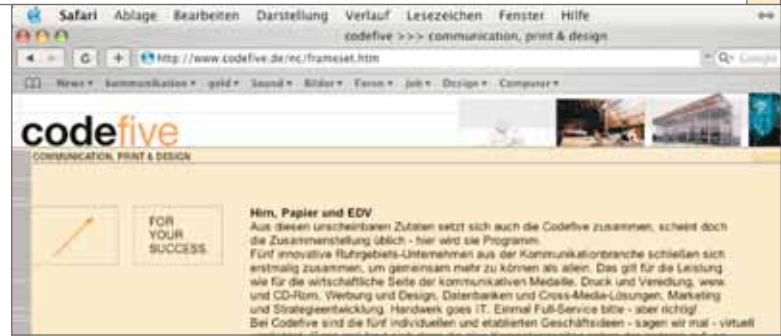 Safari Ablage Bearbeiten Darstellung Verlauf Lesezeichen Fenster Hilfe
codefive >>> communication, print & design
http://www.codefive.de/nc/frameset.htm
News kommunikation geld Sound Bilder Foren Job Design Computer
codefive
COMMUNICATION, PRINT & DESIGN
FOR
YOUR
SUCCESS.
Hirn, Papier und EDV
Aus diesen unscheinbaren Zutaten setzt sich auch die Codefive zusammen, scheint doch
die Zusammenstellung üblich - hier wird sie Programm.
Fünf innovative Ruhrgebiets-Unternehmen aus der Kommunikationbranche schließen sich
erstmalig zusammen, um gemeinsam mehr zu können als allein. Das gilt für die Leistung
wie für die wirtschaftliche Seite der kommunikativen Medaille. Druck und Veredlung, www
und CD-Rom, Werbung und Design, Datenbanken und Cross-Media-Lösungen, Marketing
und Strategieentwicklung. Handwerk goes IT. Einmal Full-Service bitte - aber richtig!
Bei Codefive sind die fünf individuellen und etablierten Geschäftsideen - sagen wir mal - virtuell